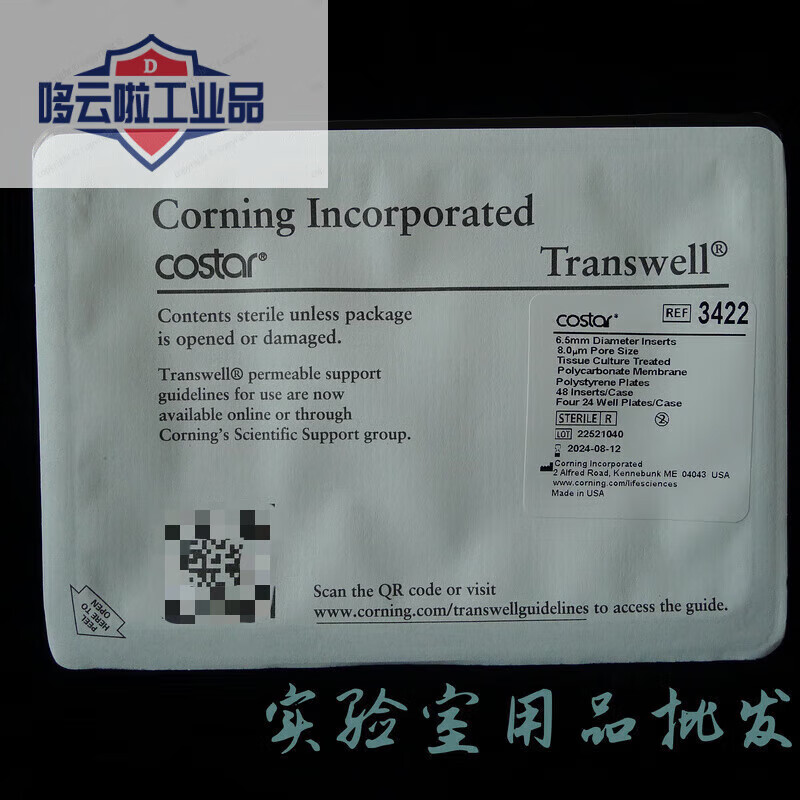 D
哆云啦工业品
Corning Incorporated
costar®
Transwell®
Contents sterile unless package
is opened or damaged.
Transwell® permeable support
guidelines for use are now
available online or through
Corning's Scientific Support group.
costar®
REF 3422
6.5mm Diameter Inserts
8.0µm Pore Size
Tissue Culture Treated
Polycarbonate Membrane
Polystyrene Plates
48 Inserts/Case
Four 24 Well Plates/Case
STERILE R
2
LOT 22521040
2024-08-12
Corning Incorporated
2 Alfred Road, Kennebunk ME 04043 USA
www.corning.com/lifesciences
Made in USA
PEEL TO
HERE TO
OPEN
Scan the QR code or visit
www.corning.com/transwellguidelines to access the guide.
实验室用品批发